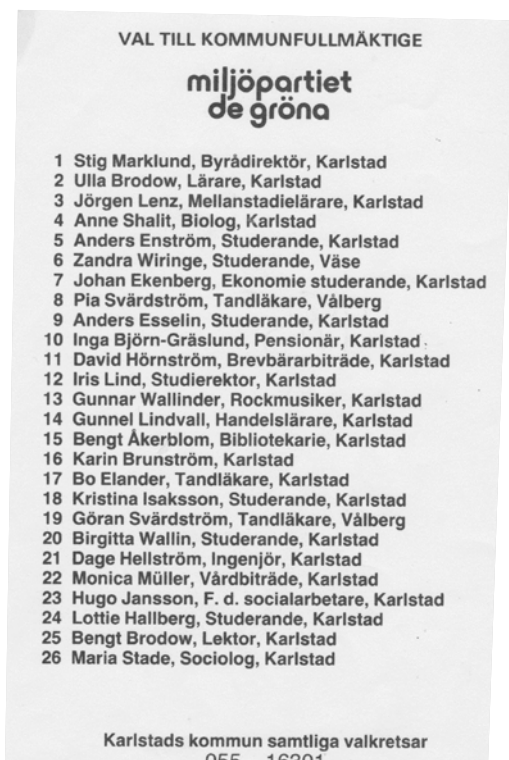 VAL TILL KOMMUNFULLMÄKTIGE
miljöpartiet
de gröna
1 Stig Marklund, Byrådirektör, Karlstad
2 Ulla Brodow, Lärare, Karlstad
3 Jörgen Lenz, Mellanstadielärare, Karlstad
4 Anne Shalit, Biolog, Karlstad
5 Anders Enström, Studerande, Karlstad
6 Zandra Wiringe, Studerande, Väse
7 Johan Ekenberg, Ekonomie studerande, Karlstad
8 Pia Svärdström, Tandläkare, Vålberg
9 Anders Esselin, Studerande, Karlstad
10 Inga Björn-Gräslund, Pensionär, Karlstad
11 David Hörnström, Brevbärarbiträde, Karlstad
12 Iris Lind, Studierektor, Karlstad
13 Gunnar Wallinder, Rockmusiker, Karlstad
14 Gunnel Lindvall, Handelslärare, Karlstad
15 Bengt Åkerblom, Bibliotekarie, Karlstad
16 Karin Brunström, Karlstad
17 Bo Elander, Tandläkare, Karlstad
18 Kristina Isaksson, Studerande, Karlstad
19 Göran Svärdström, Tandläkare, Vålberg
20 Birgitta Wallin, Studerande, Karlstad
21 Dage Hellström, Ingenjör, Karlstad
22 Monica Müller, Vårdbiträde, Karlstad
23 Hugo Jansson, F. d. socialarbetare, Karlstad
24 Lottie Hallberg, Studerande, Karlstad
25 Bengt Brodow, Lektor, Karlstad
26 Maria Stade, Sociolog, Karlstad
Karlstads kommun samtliga valkretsar
055 – 16301